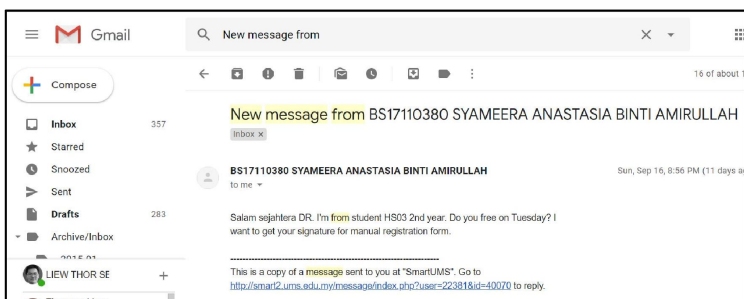 Gmail
New message from
Compose
16 of about 1
New message from BS17110380 SYAMEERA ANASTASIA BINTI AMIRULLAH
Inbox x
Inbox 357
Starred
Snoozed
Sent
Drafts 283
Archive/Inbox
2015 01
LIEW THOR SE
BS17110380 SYAMEERA ANASTASIA BINTI AMIRULLAH
Sun, Sep 16, 8:56 PM (11 days ag
to me
Salam sejahtera DR. I'm from student HS03 2nd year. Do you free on Tuesday? I
want to get your signature for manual registration form.
This is a copy of a message sent to you at "SmartUMS". Go to
http://smart2.ums.edu.my/message/index.php?user=22381&id=40070 to reply.